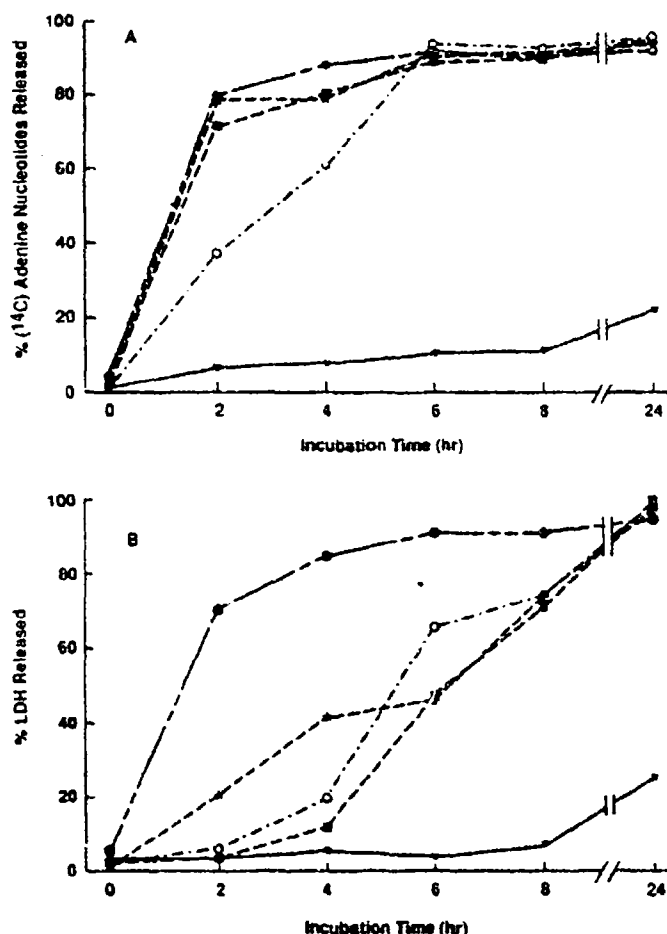 A
% (¹⁴C) Adenine Nucleotides Released
100
80
60
40
20
0
0 2 4 6 8 24
Incubation Time (hr)
B
% LDH Released
100
80
60
40
20
0
0 2 4 6 8 24
Incubation Time (hr)